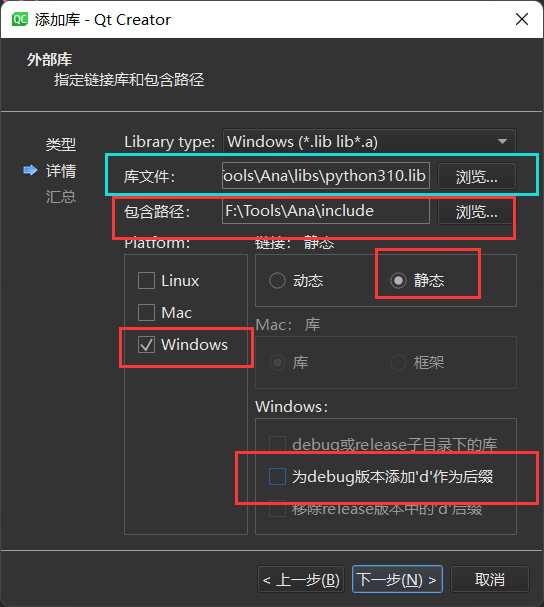 QC 添加库 - Qt Creator
外部库
指定链接库和包含路径
类型
详情
汇总
Library type: Windows (*.lib lib*.a)
库文件： ools\Ana\libs\python310.lib 浏览...
包含路径： F:\Tools\Ana\include 浏览...
Platform: 链接： 静态
Linux
Mac
Windows
动态 静态
Mac： 库
库 框架
Windows：
debug或release子目录下的库
为debug版本添加'd'作为后缀
移除release版本中的'd'后缀
< 上一步(B) 下一步(N) > 取消